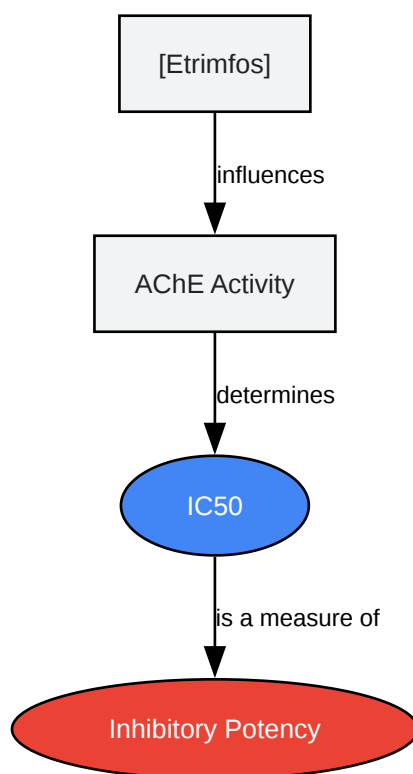 [Etrimfos]
influences
AChE Activity
determines
IC50
is a measure of
Inhibitory Potency